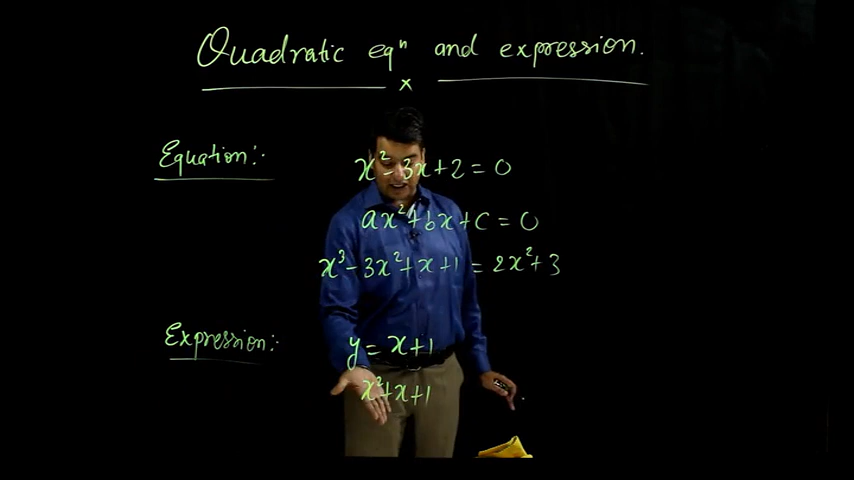 Quadratic eqⁿ and expression.
x
Equation:-
x² - 3x + 2 = 0
ax² + bx + c = 0
x³ - 3x² + x + 1 = 2x² + 3
Expression:-
y = x + 1
x² + x + 1